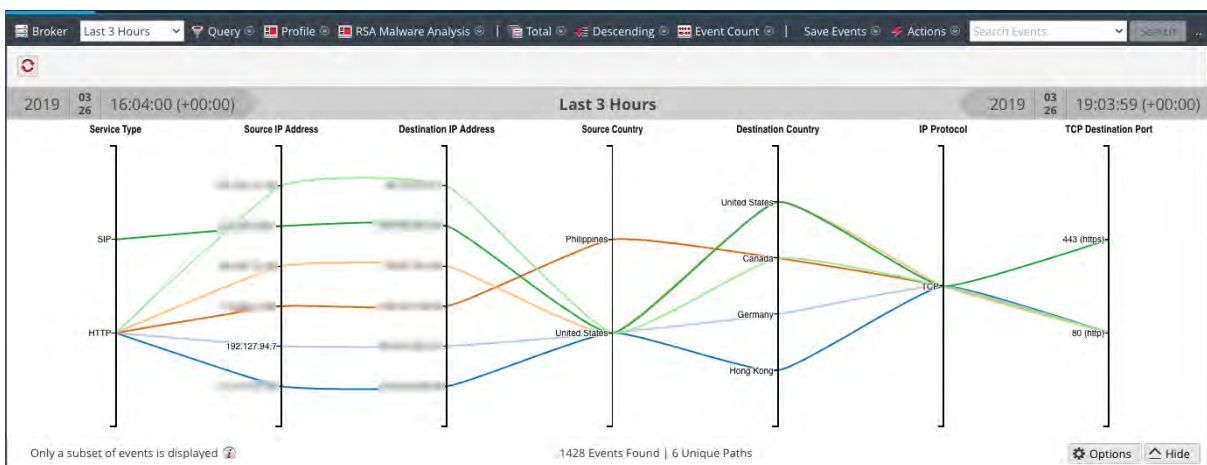 Broker Last 3 Hours Query Profile RSA Malware Analysis | Total Descending Event Count | Save Events Actions Search Events Search ..
2019 03 26 16:04:00 (+00:00) Last 3 Hours 2019 03 26 19:03:59 (+00:00)
Service Type Source IP Address Destination IP Address Source Country Destination Country IP Protocol TCP Destination Port
United States
SIP Philippines 443 (https)
Canada
TCP
Germany
HTTP United States 80 (http)
192.127.94.7
Hong Kong
Only a subset of events is displayed 1428 Events Found | 6 Unique Paths Options Hide